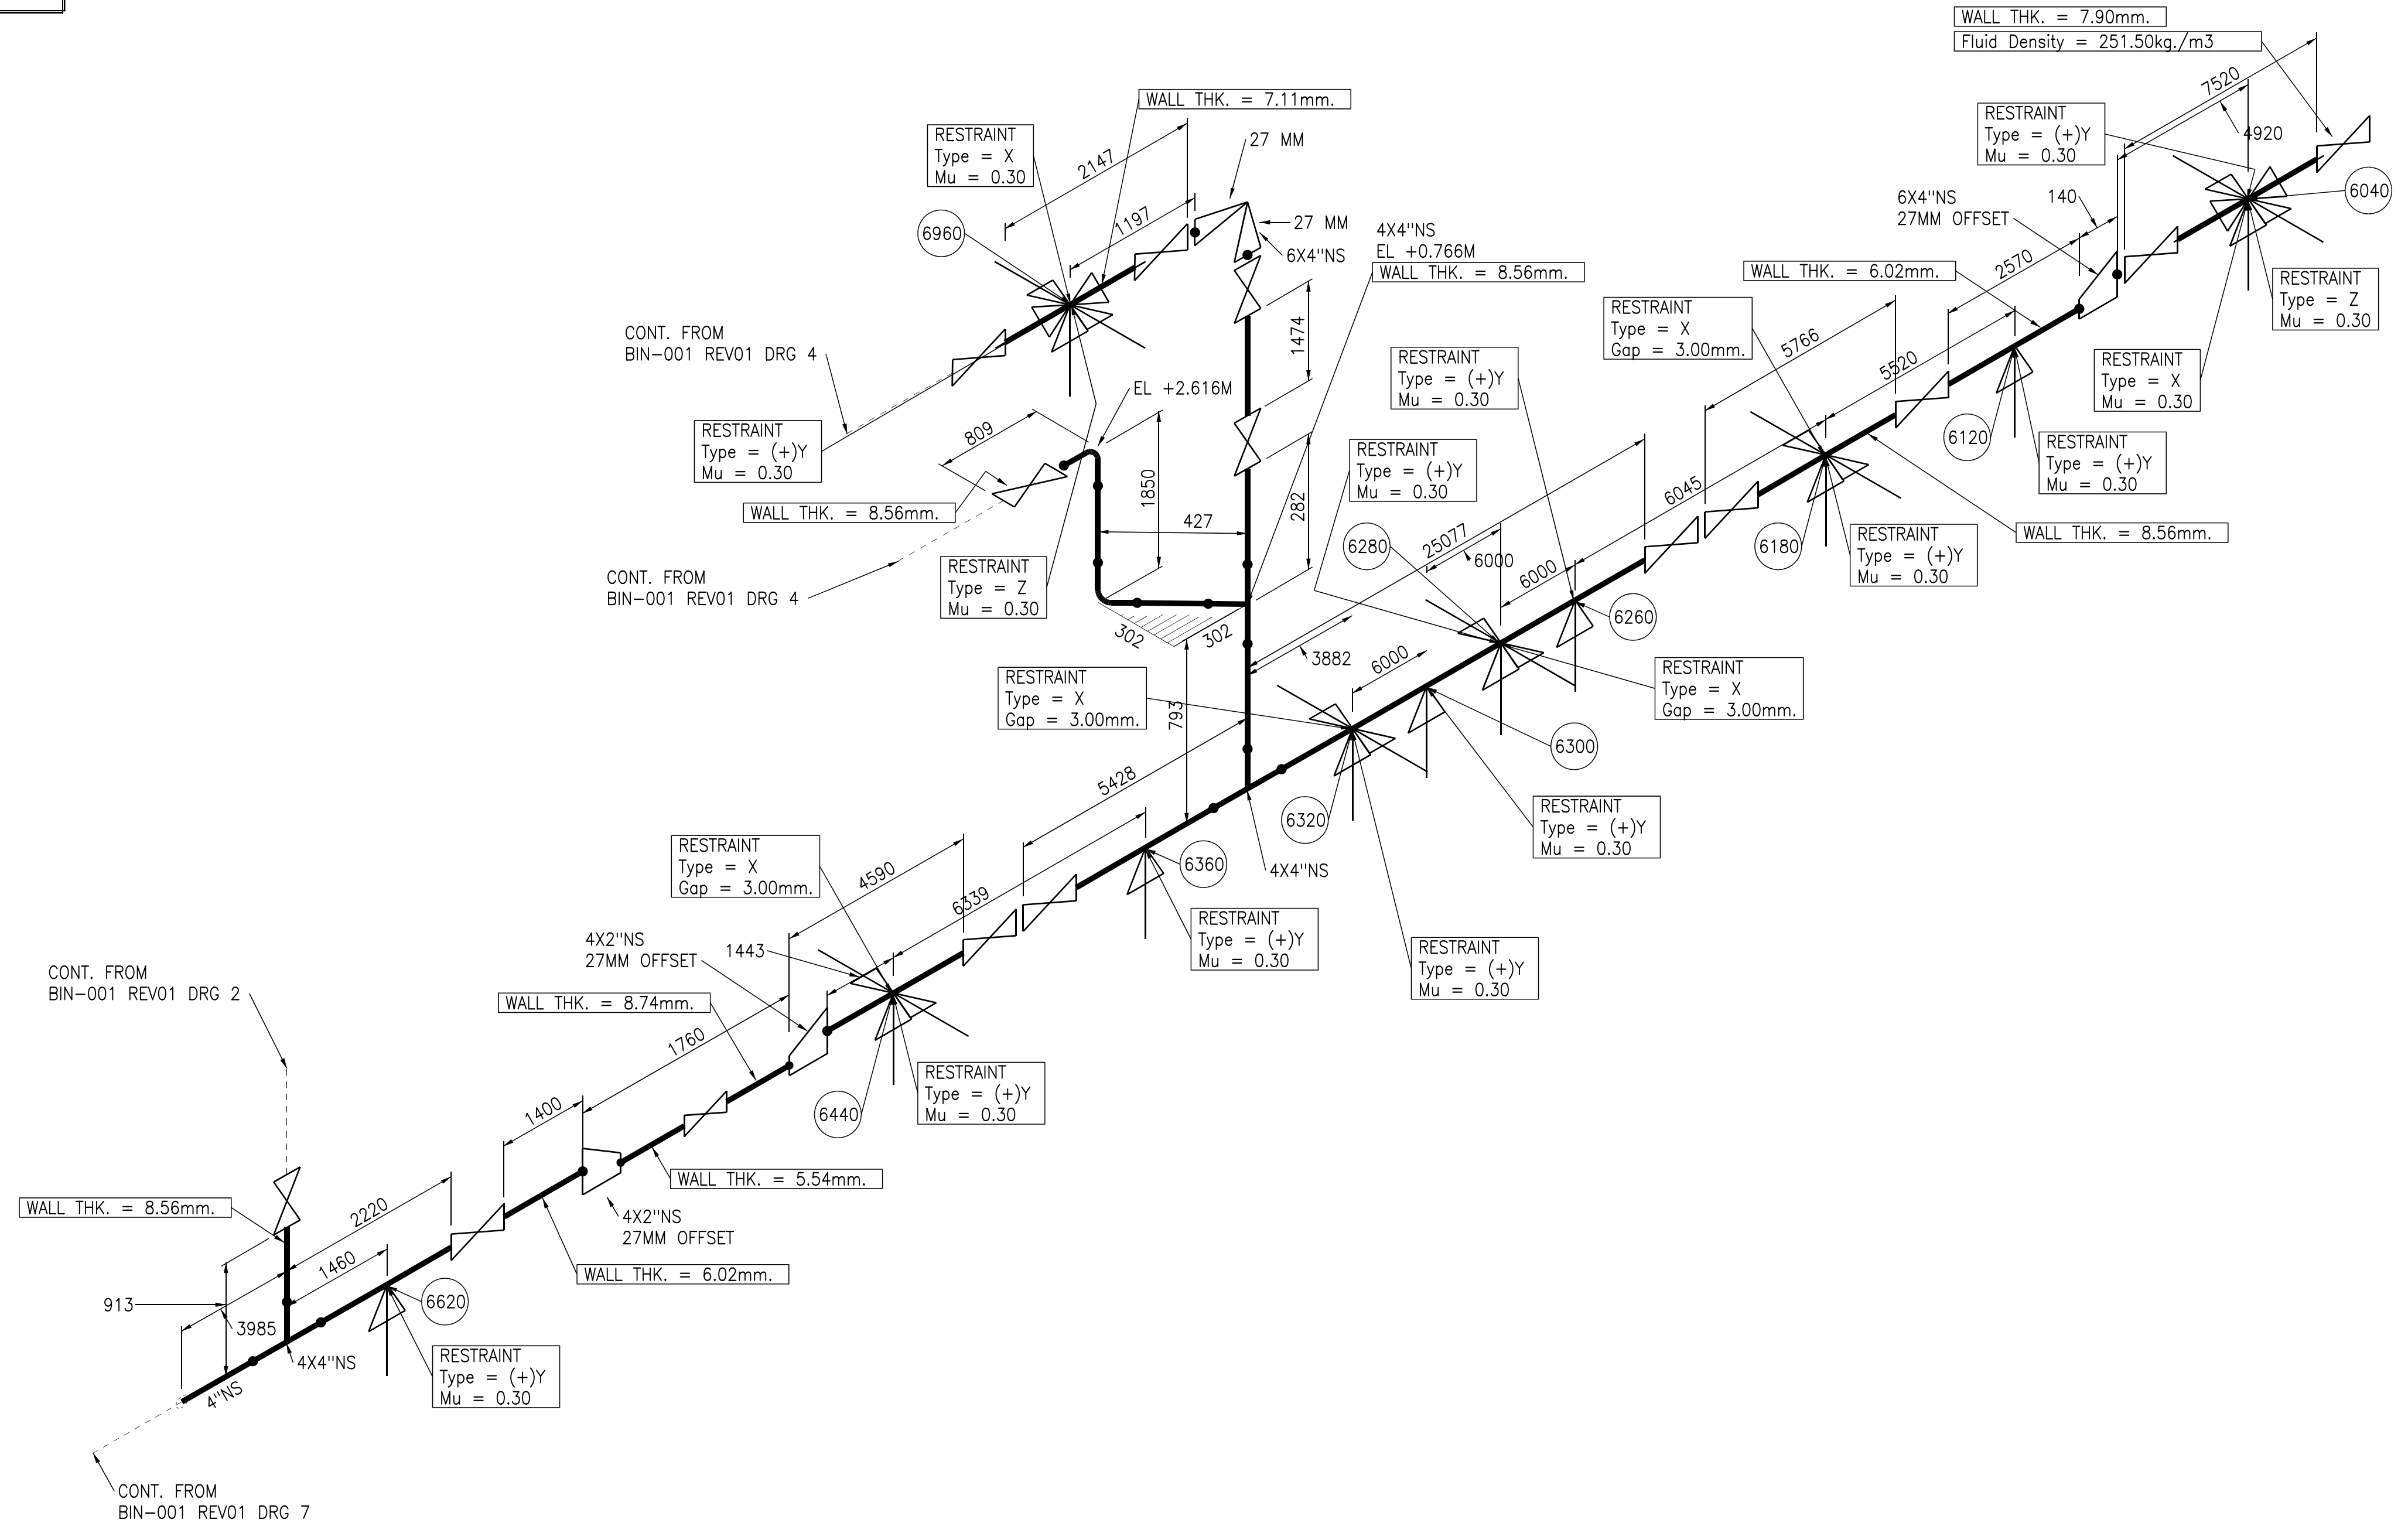 WALL THK. = 7.90mm.
Fluid Density = 251.50kg./m3
7520
4920
RESTRAINT
Type = (+)Y
Mu = 0.30
6040
6X4"NS
27MM OFFSET
140
2570
RESTRAINT
Type = Z
Mu = 0.30
RESTRAINT
Type = X
Mu = 0.30
WALL THK. = 7.11mm.
RESTRAINT
Type = X
Mu = 0.30
2147
27 MM
1197
27 MM
6X4"NS
6960
4X4"NS
EL +0.766M
WALL THK. = 8.56mm.
WALL THK. = 6.02mm.
RESTRAINT
Type = X
Gap = 3.00mm.
5766
5520
1474
CONT. FROM
BIN-001 REV01 DRG 4
RESTRAINT
Type = (+)Y
Mu = 0.30
EL +2.616M
RESTRAINT
Type = (+)Y
Mu = 0.30
809
RESTRAINT
Type = (+)Y
Mu = 0.30
6120
RESTRAINT
Type = (+)Y
Mu = 0.30
6045
1850
282
WALL THK. = 8.56mm.
427
25077
6000
6000
6280
6180
RESTRAINT
Type = (+)Y
Mu = 0.30
WALL THK. = 8.56mm.
CONT. FROM
BIN-001 REV01 DRG 4
RESTRAINT
Type = Z
Mu = 0.30
302
302
6260
3882
6000
RESTRAINT
Type = X
Gap = 3.00mm.
793
RESTRAINT
Type = X
Gap = 3.00mm.
6300
5428
6320
RESTRAINT
Type = (+)Y
Mu = 0.30
RESTRAINT
Type = X
Gap = 3.00mm.
4590
6339
6360
4X4"NS
RESTRAINT
Type = (+)Y
Mu = 0.30
RESTRAINT
Type = (+)Y
Mu = 0.30
4X2"NS
27MM OFFSET
1443
CONT. FROM
BIN-001 REV01 DRG 2
WALL THK. = 8.74mm.
1760
RESTRAINT
Type = (+)Y
Mu = 0.30
6440
1400
WALL THK. = 5.54mm.
WALL THK. = 8.56mm.
2220
4X2"NS
27MM OFFSET
1460
WALL THK. = 6.02mm.
913
3985
6620
4X4"NS
RESTRAINT
Type = (+)Y
Mu = 0.30
4"NS
CONT. FROM
BIN-001 REV01 DRG 7